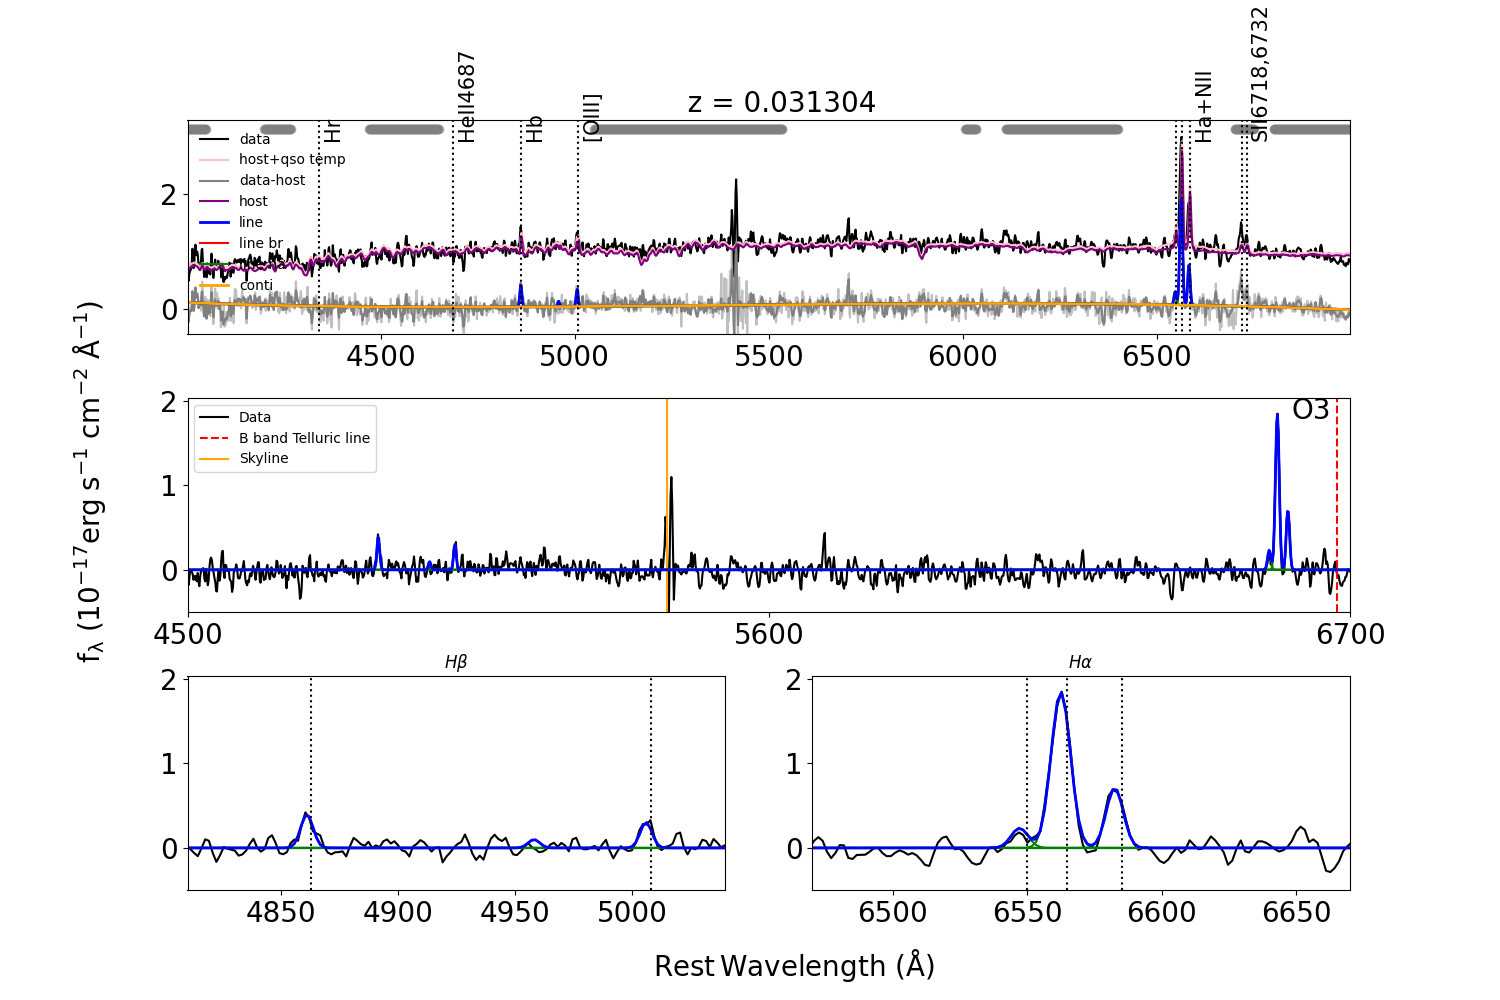 z = 0.031304
Hr
HeII4687
Hb
[OIII]
Ha+NII
SII6718,6732
data
host+qso temp
data-host
host
line
line br
conti
2
0
4500
5000
5500
6000
6500
fλ (10⁻¹⁷erg s⁻¹ cm⁻² Å⁻¹)
Data
B band Telluric line
Skyline
O3
2
1
0
4500
5600
6700
Hβ
2
1
0
4850
4900
4950
5000
Hα
2
1
0
6500
6550
6600
6650
Rest Wavelength (Å)